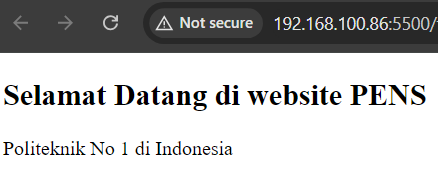 Not secure 192.168.100.86:5500/
Selamat Datang di website PENS
Politeknik No 1 di Indonesia